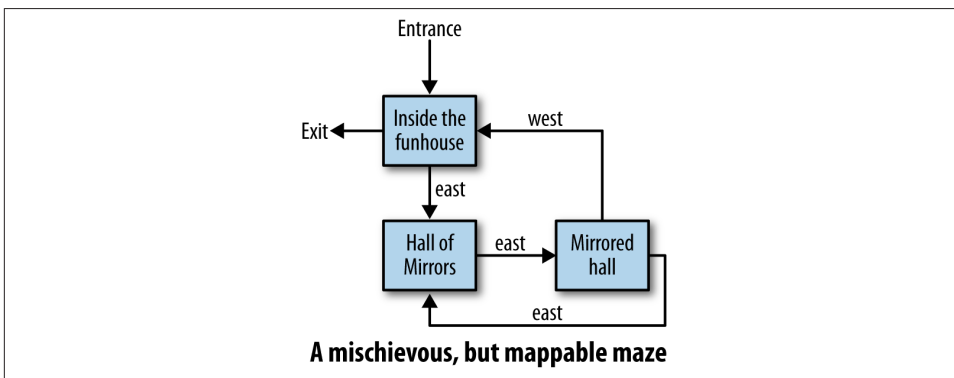 Entrance
Inside the
funhouse
west
Exit
east
Hall of
Mirrors
east
Mirrored
hall
east
A mischievous, but mappable maze